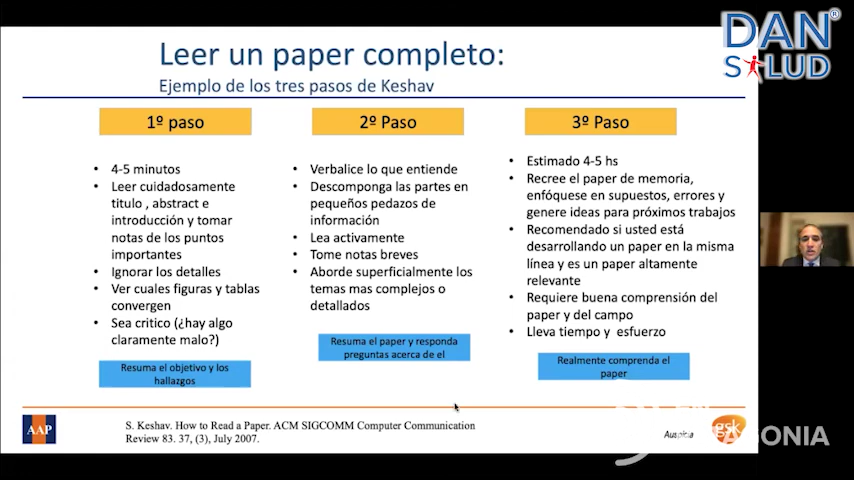 DAN®
SALUD
Leer un paper completo:
Ejemplo de los tres pasos de Keshav
1º paso
• 4-5 minutos
• Leer cuidadosamente
titulo , abstract e
introducción y tomar
notas de los puntos
importantes
• Ignorar los detalles
• Ver cuales figuras y tablas
convergen
• Sea critico (¿hay algo
claramente malo?)
Resuma el objetivo y los
hallazgos
2º Paso
• Verbalice lo que entiende
• Descomponga las partes en
pequeños pedazos de
información
• Lea activamente
• Tome notas breves
• Aborde superficialmente los
temas mas complejos o
detallados
Resuma el paper y responda
preguntas acerca de el
3º Paso
• Estimado 4-5 hs
• Recree el paper de memoria,
enfóquese en supuestos, errores y
genere ideas para próximos trabajos
• Recomendado si usted está
desarrollando un paper en la misma
línea y es un paper altamente
relevante
• Requiere buena comprensión del
paper y del campo
• Lleva tiempo y esfuerzo
Realmente comprenda el
paper
AAP
S. Keshav. How to Read a Paper. ACM SIGCOMM Computer Communication
Review 83. 37, (3), July 2007.
gsk